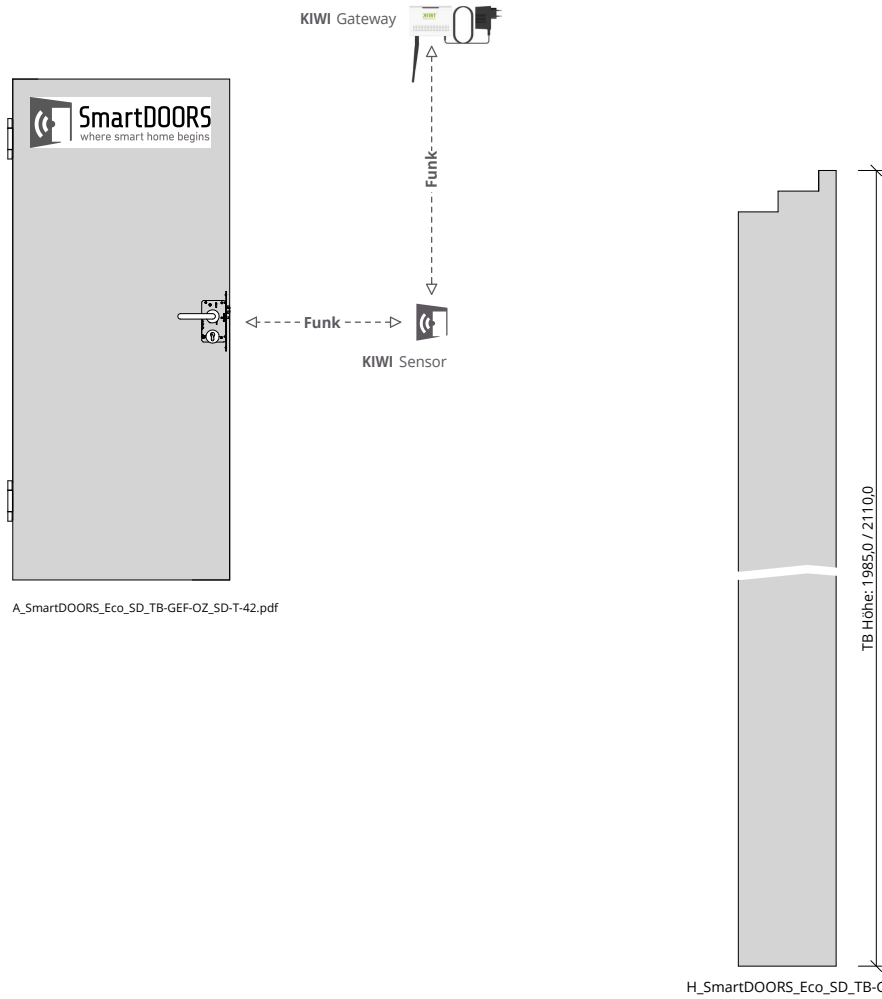 KIWI Gateway
KIWI
SmartDOORS
where smart home begins
Funk
Funk
KIWI Sensor
A_SmartDOORS_Eco_SD_TB-GEF-OZ_SD-T-42.pdf
TB Höhe: 1985,0 / 2110,0
H_SmartDOORS_Eco_SD_TB-